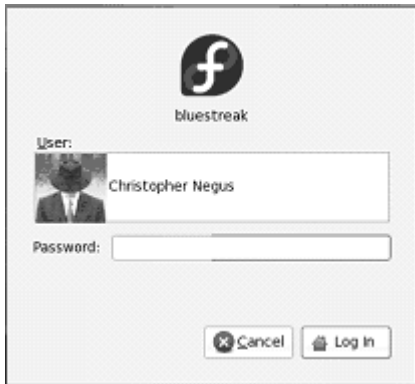 bluestreak
User:
Christopher Negus
Password:
Cancel
Log In